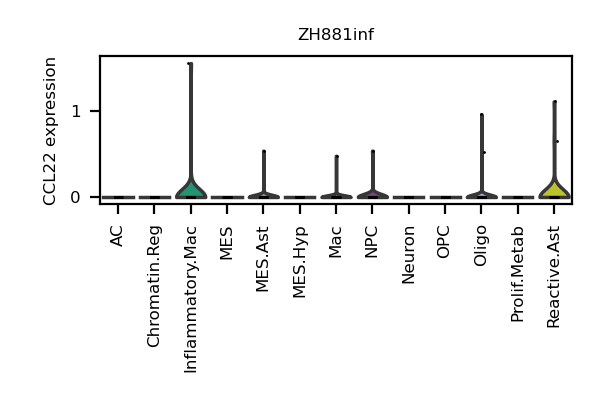 ZH881inf
CCL22 expression
1
0
AC
Chromatin.Reg
Inflammatory.Mac
MES
MES.Ast
MES.Hyp
Mac
NPC
Neuron
OPC
Oligo
Prolif.Metab
Reactive.Ast